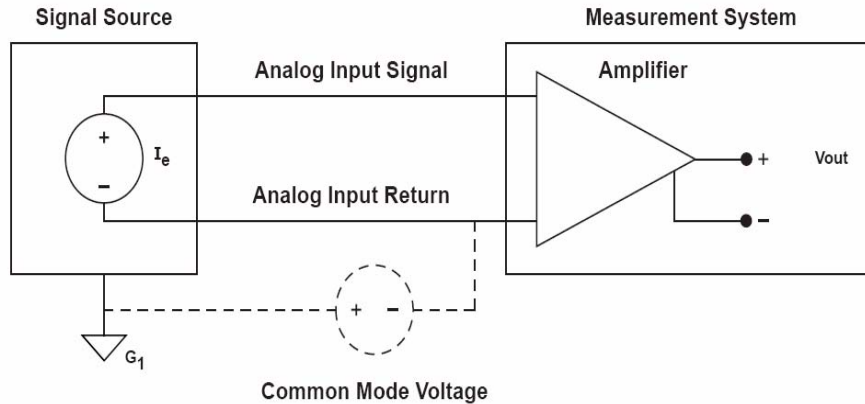 Signal Source
Measurement System
Analog Input Signal
Amplifier
+
Ie
−
+
Vout
Analog Input Return
−
+ −
G1
Common Mode Voltage